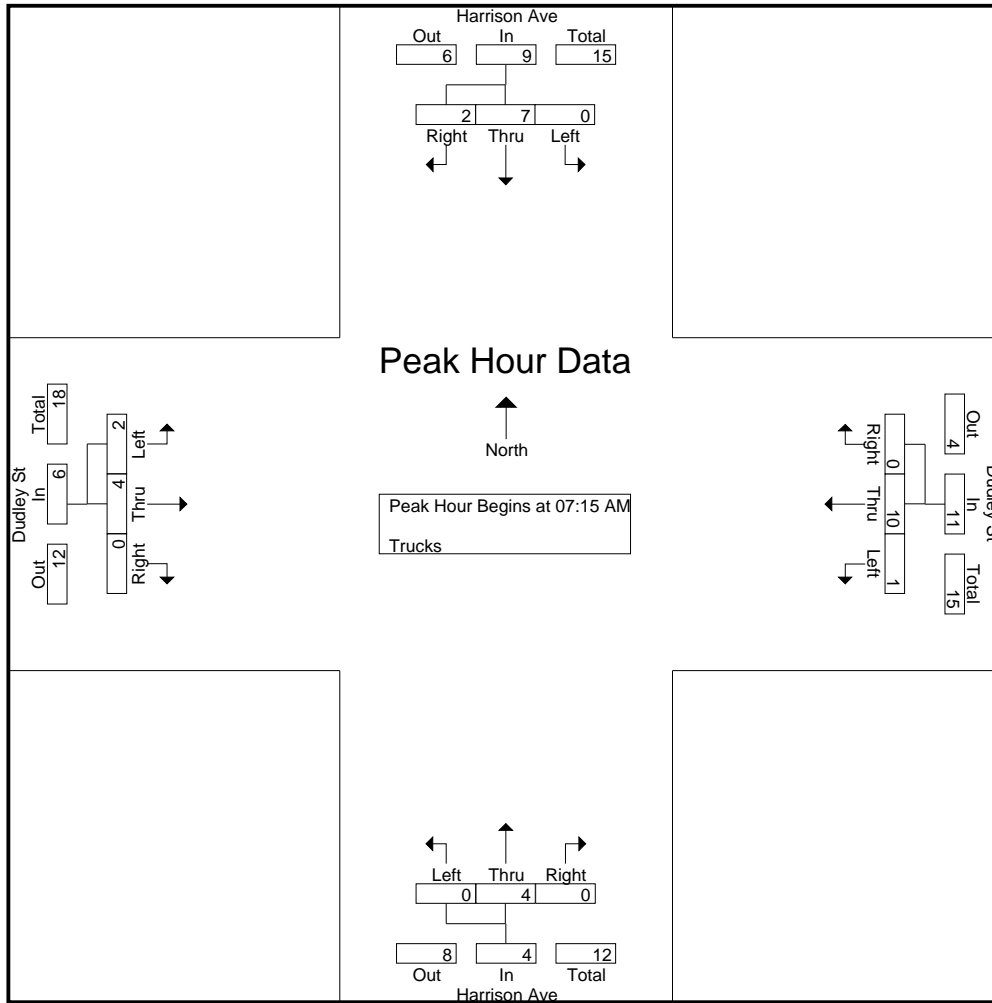 Harrison Ave
Out In Total
6 9 15
2 7 0
Right Thru Left
Peak Hour Data
North
Peak Hour Begins at 07:15 AM
Trucks
Dudley St
Total In Out
18 6 12
2 4 0
Left Thru Right
Dudley St
Out In Total
4 11 15
0 10 1
Right Thru Left
Left Thru Right
0 4 0
8 4 12
Out In Total
Harrison Ave